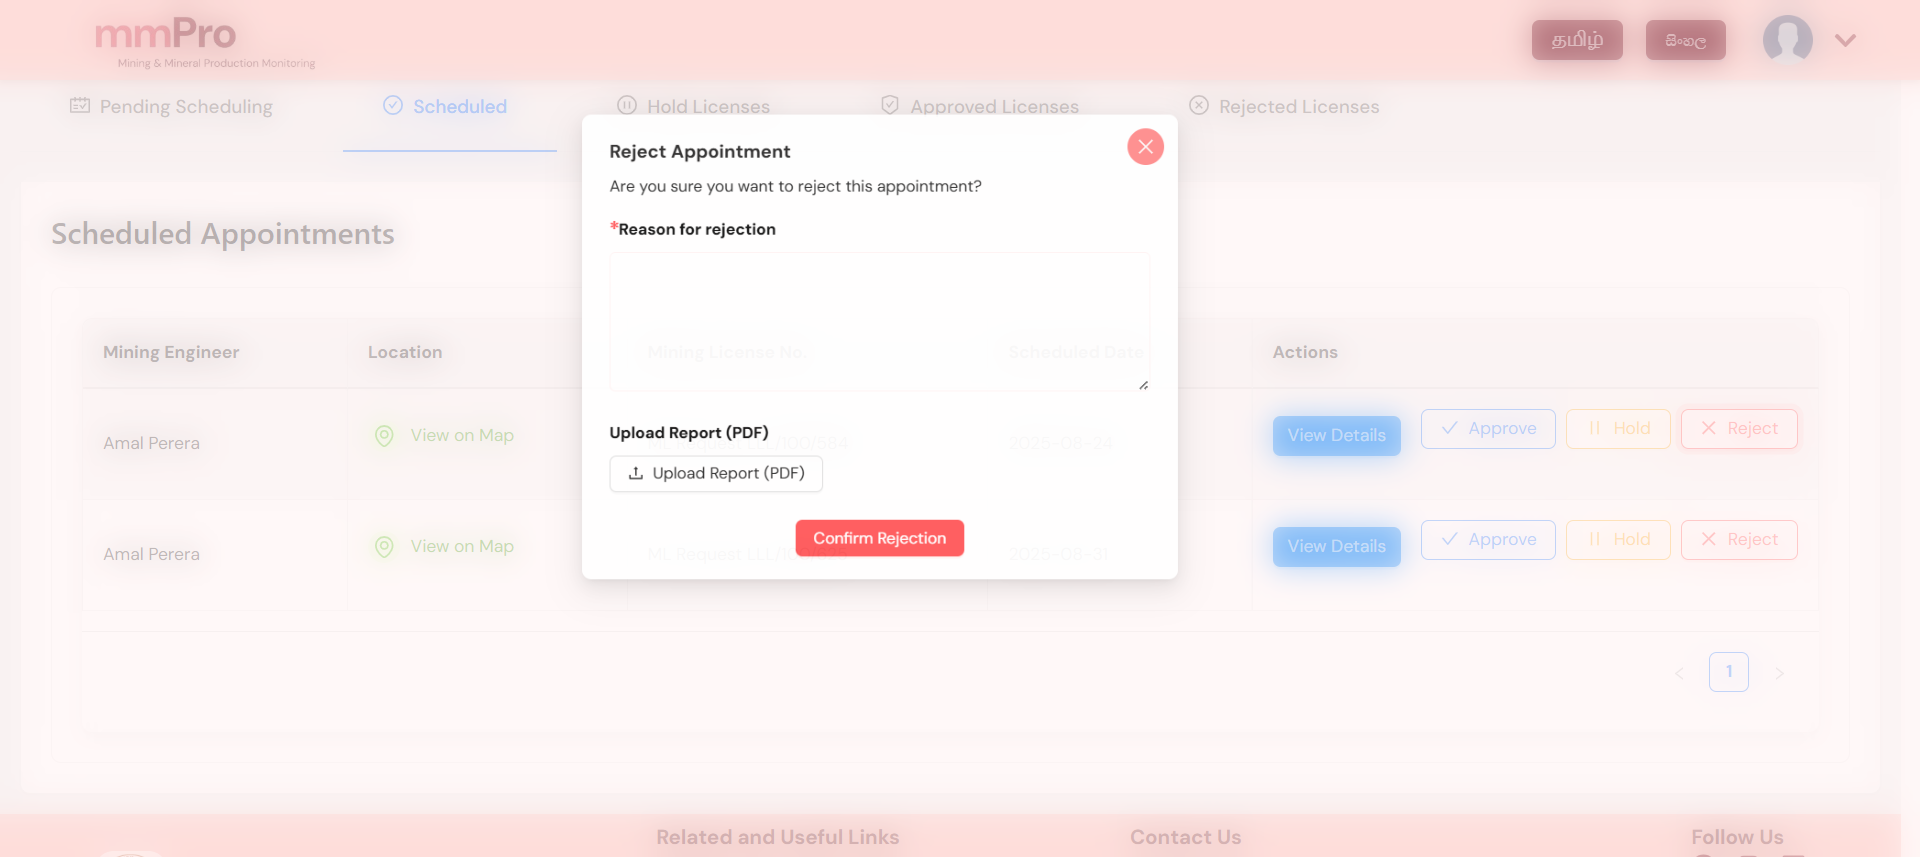 mmPro
Mining & Mineral Production Monitoring
தமிழ்
සිංහල
Pending Scheduling
Scheduled
Hold Licenses
Approved Licenses
Rejected Licenses
Reject Appointment
Are you sure you want to reject this appointment?
*Reason for rejection
Scheduled Appointments
Mining Engineer
Location
Mining License No.
Scheduled Date
Actions
Upload Report (PDF)
Amal Perera
View on Map
2025-08-24
View Details
Approve
Hold
Reject
Upload Report (PDF)
Confirm Rejection
Amal Perera
View on Map
ML Request LLL/100/
2025-08-31
View Details
Approve
Hold
Reject
1
Related and Useful Links
Contact Us
Follow Us